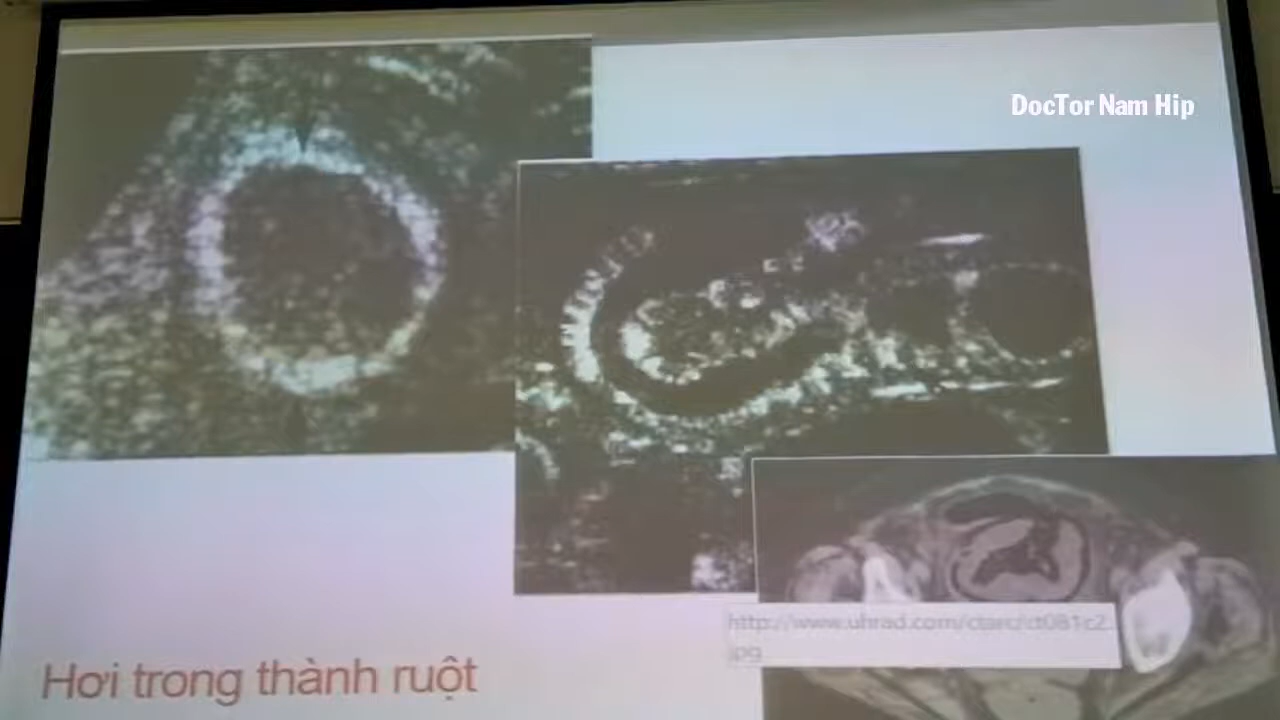 DocTor Nam Hip
http://www.uhrad.com/ctarc/ct081c2.
jpg
Hơi trong thành ruột